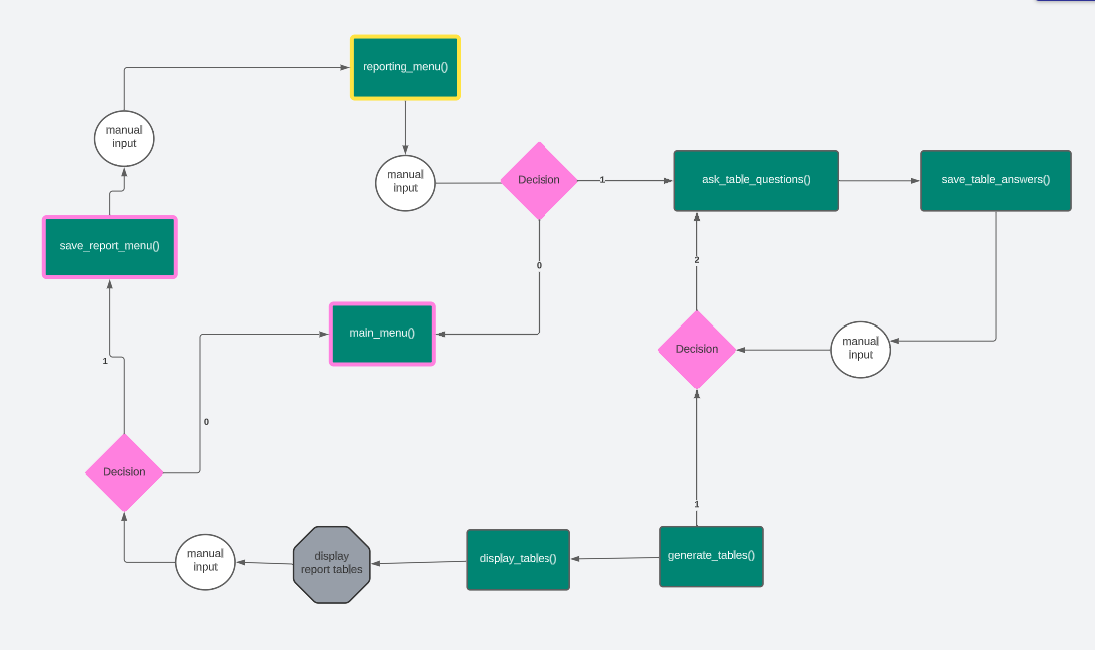 reporting_menu()
manual
input
manual
input
Decision
1
ask_table_questions()
save_table_answers()
save_report_menu()
0
2
main_menu()
manual
input
Decision
1
0
Decision
1
manual
input
display
report tables
display_tables()
generate_tables()